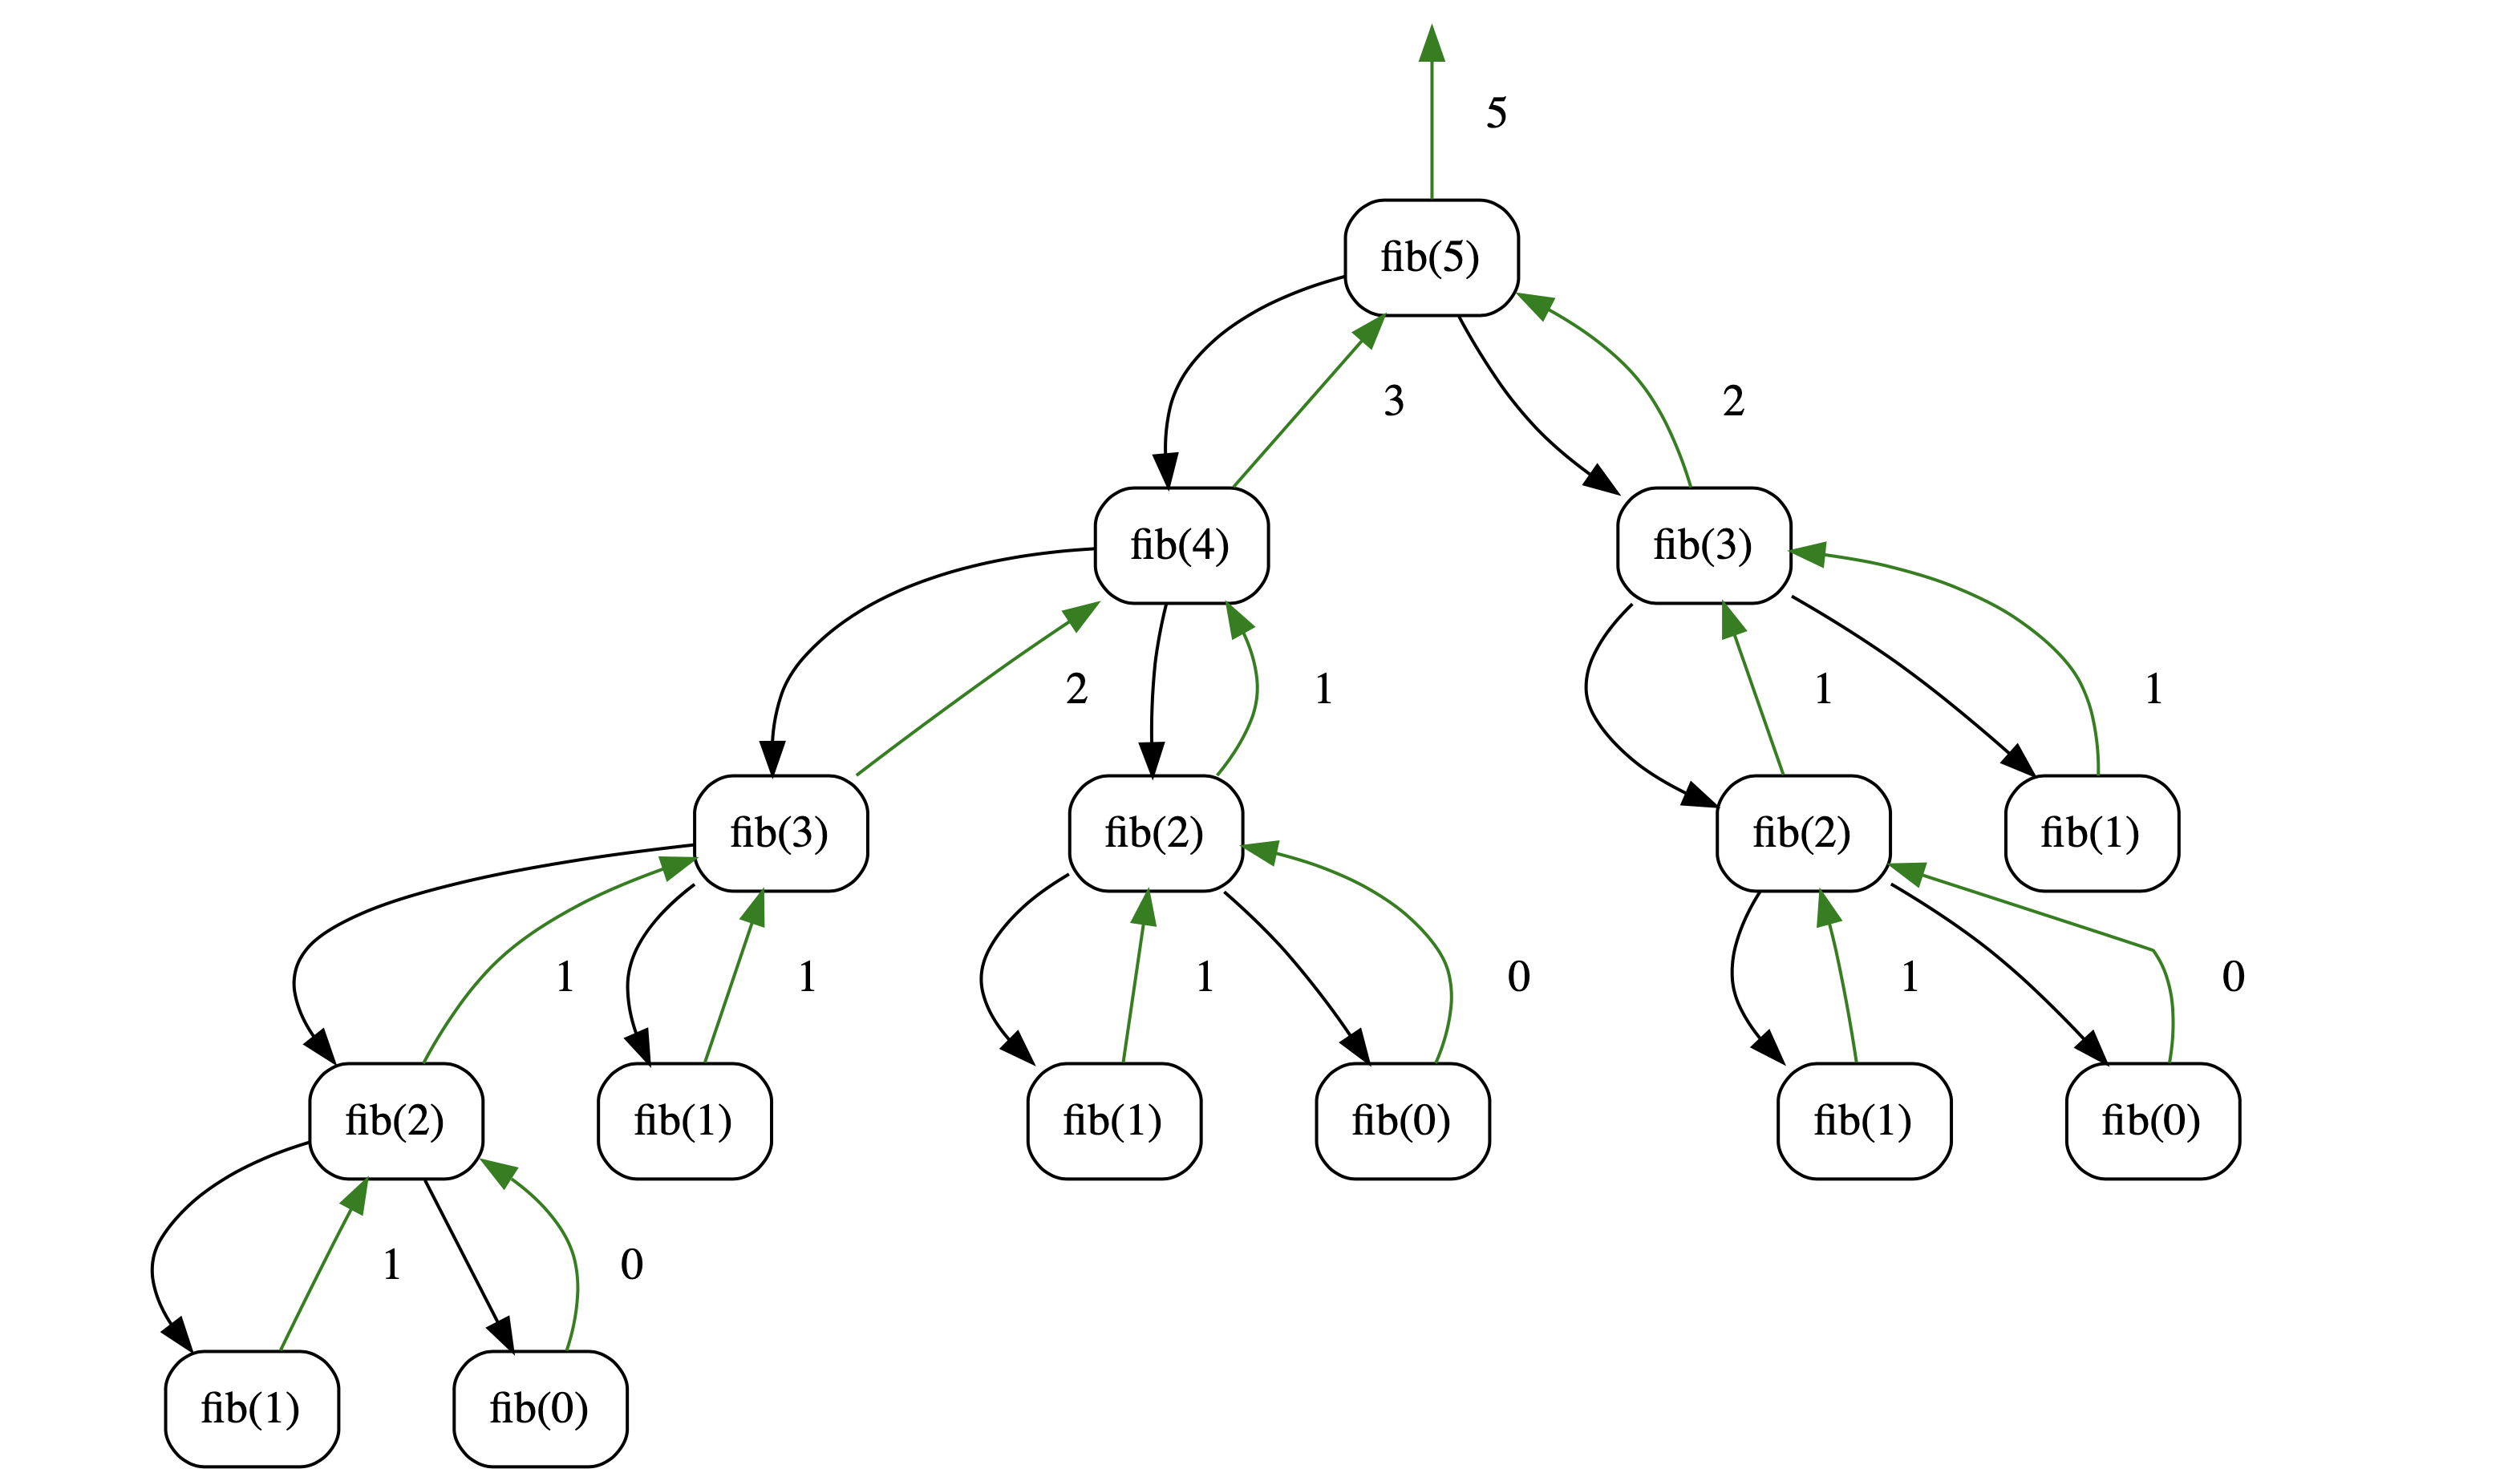 5
fib(5)
3 2
fib(4) fib(3)
2 1 1 1
fib(3) fib(2) fib(2) fib(1)
1 1 1 0 1 0
fib(2) fib(1) fib(1) fib(0) fib(1) fib(0)
1 0
fib(1) fib(0)